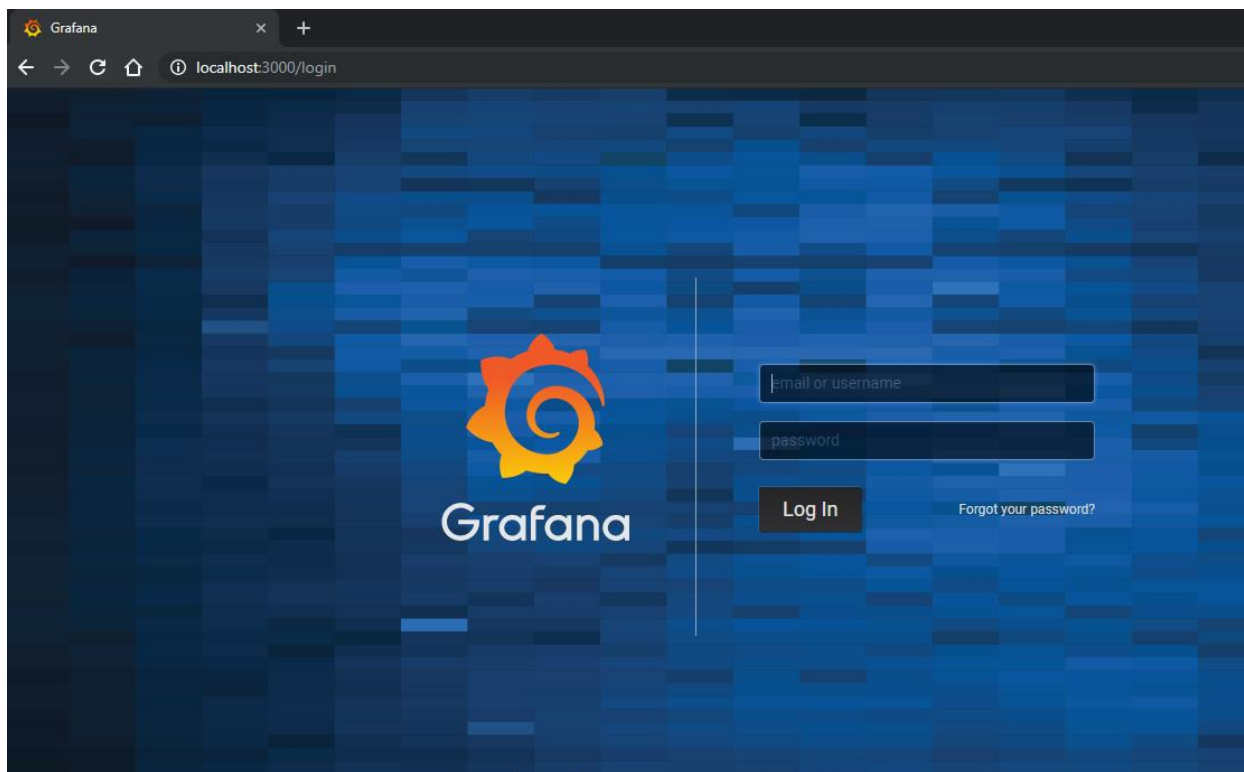 Grafana
localhost:3000/login
email or username
password
Log In
Forgot your password?
Grafana